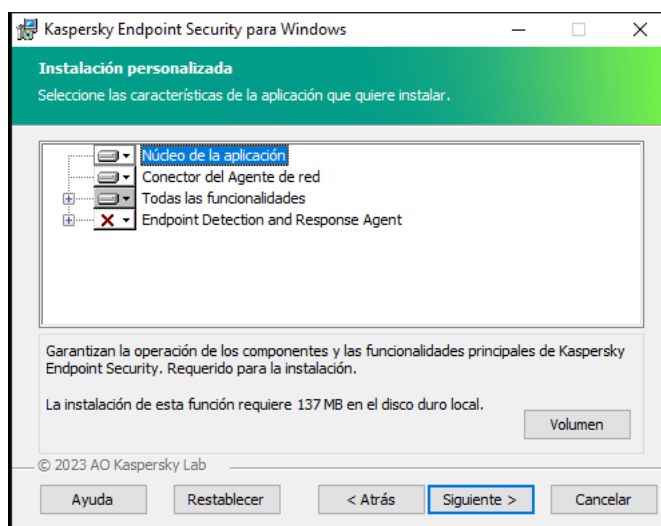 Kaspersky Endpoint Security para Windows
Instalación personalizada
Seleccione las características de la aplicación que quiere instalar.
Núcleo de la aplicación
Conector del Agente de red
Todas las funcionalidades
Endpoint Detection and Response Agent
Garantizan la operación de los componentes y las funcionalidades principales de Kaspersky
Endpoint Security. Requerido para la instalación.
La instalación de esta función requiere 137 MB en el disco duro local.
Volumen
© 2023 AO Kaspersky Lab
Ayuda
Restablecer
< Atrás
Siguiente >
Cancelar